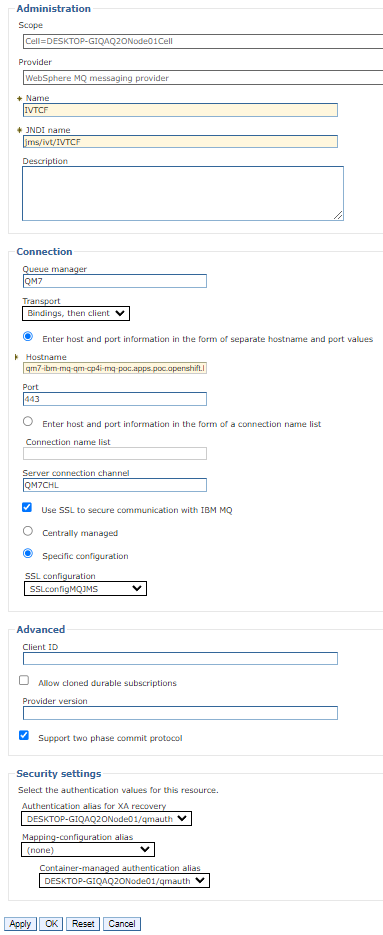 Administration
Scope
Cell=DESKTOP-GIQAQ2ONode01Cell
Provider
WebSphere MQ messaging provider
* Name
IVTCF
* JNDI name
jms/ivt/IVTCF
Description
Connection
Queue manager
QM7
Transport
Bindings, then client
Enter host and port information in the form of separate hostname and port values
Hostname
qm7-ibm-mq-qm-cp4i-mq-poc.apps.poc.openshift.l
Port
443
Enter host and port information in the form of a connection name list
Connection name list
Server connection channel
QM7CHL
Use SSL to secure communication with IBM MQ
Centrally managed
Specific configuration
SSL configuration
SSLconfigMQJMS
Advanced
Client ID
Allow cloned durable subscriptions
Provider version
Support two phase commit protocol
Security settings
Select the authentication values for this resource.
Authentication alias for XA recovery
DESKTOP-GIQAQ2ONode01/qmauth
Mapping-configuration alias
(none)
Container-managed authentication alias
DESKTOP-GIQAQ2ONode01/qmauth
Apply OK Reset Cancel